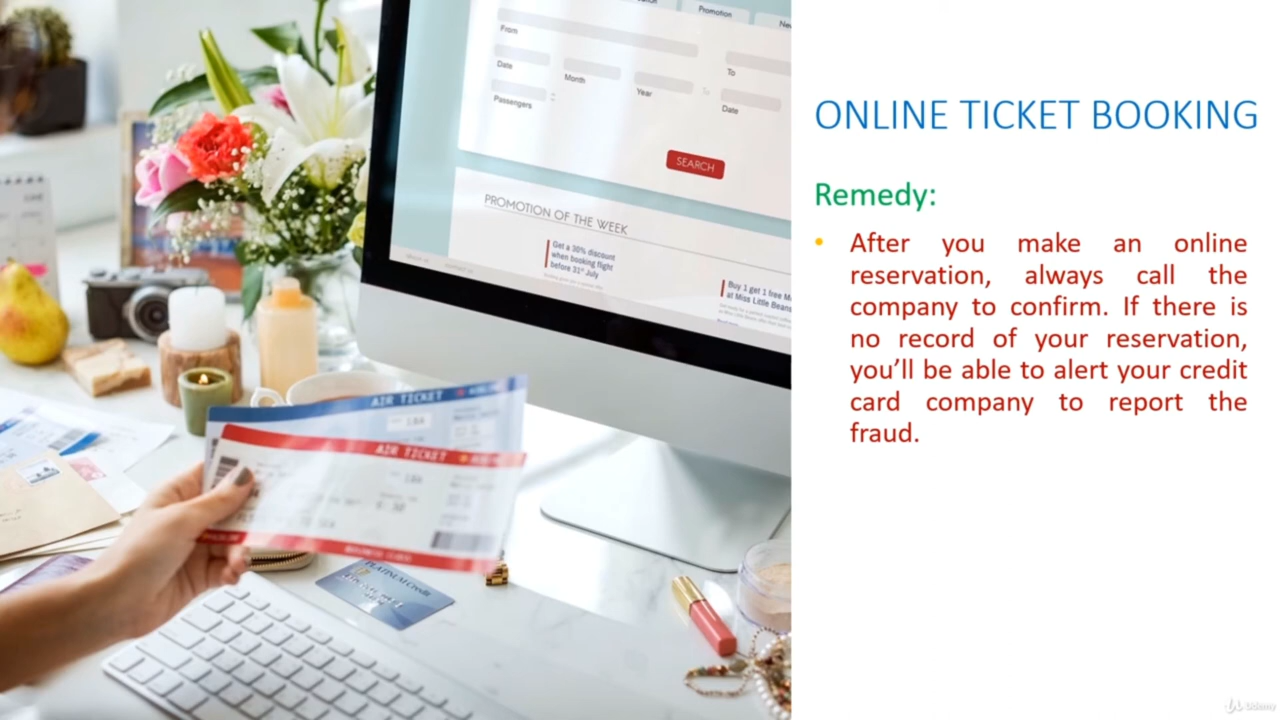 Promotion
From
To
Date
Month
Year
Date
Passengers
SEARCH
PROMOTION OF THE WEEK
Get a 30% discount
when booking flight
before 31st July
Buy 1 get 1 free
at Miss Little Beans
AIR TICKET
AIR TICKET
PLATINUM Credit
ONLINE TICKET BOOKING
Remedy:
• After you make an online
reservation, always call the
company to confirm. If there is
no record of your reservation,
you’ll be able to alert your credit
card company to report the
fraud.
Udemy